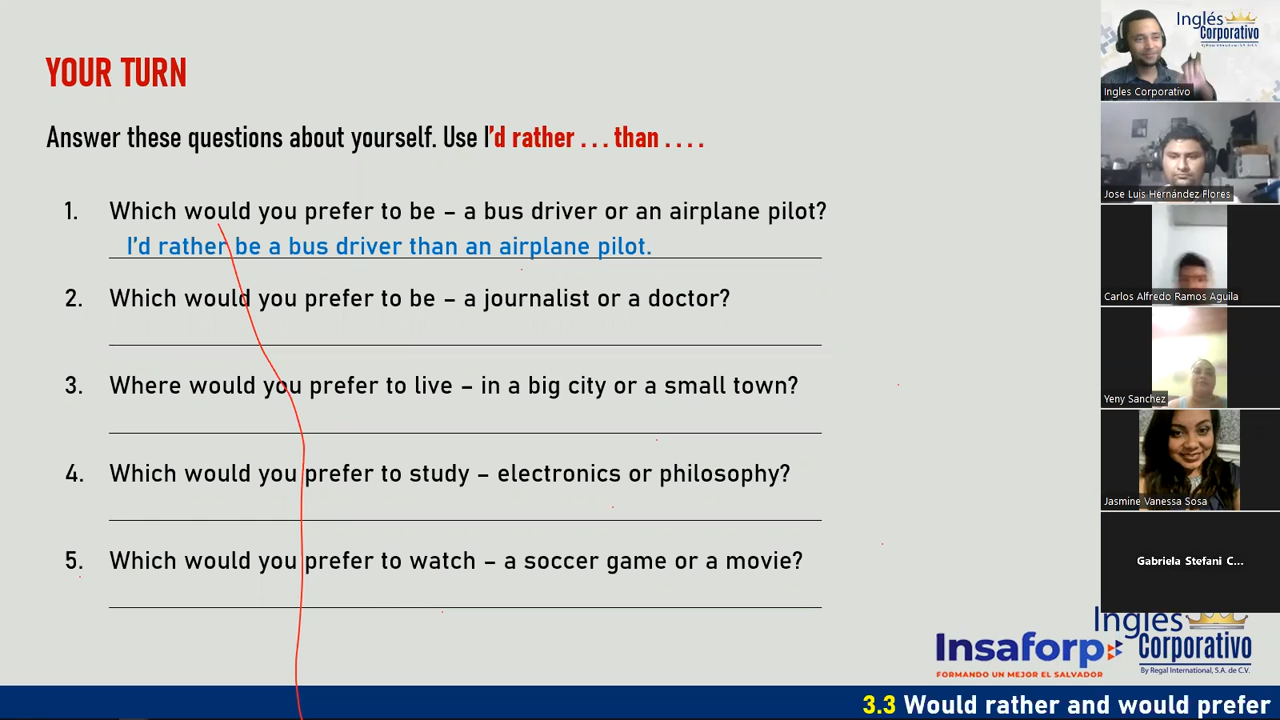 YOUR TURN
Answer these questions about yourself. Use I'd rather . . . than . . . .
1. Which would you prefer to be – a bus driver or an airplane pilot?
I'd rather be a bus driver than an airplane pilot.
2. Which would you prefer to be – a journalist or a doctor?
3. Where would you prefer to live – in a big city or a small town?
4. Which would you prefer to study – electronics or philosophy?
5. Which would you prefer to watch – a soccer game or a movie?
Inglés
Corporativo
By Regal International, S.A. de C.V.
Ingles Corporativo
Jose Luis Hernández Flores
Carlos Alfredo Ramos Aguila
Yeny Sanchez
Jasmine Vanessa Sosa
Gabriela Stefani C...
Insaforp
FORMANDO UN MEJOR EL SALVADOR
Inglés
Corporativo
By Regal International, S.A. de C.V.
3.3 Would rather and would prefer